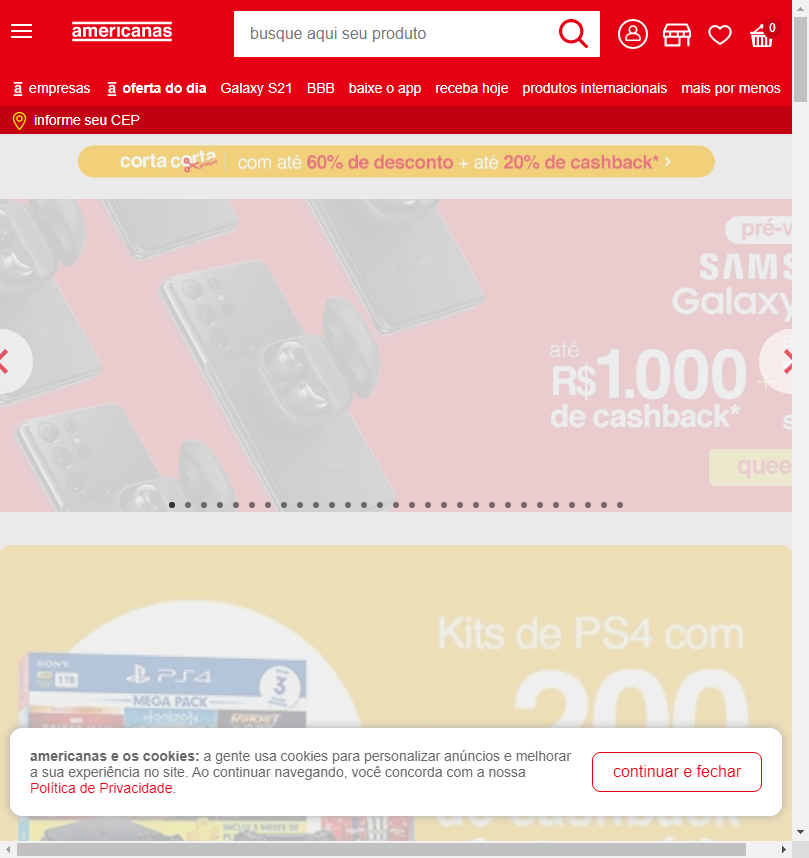 americanas
busque aqui seu produto
0
a empresas
a oferta do dia
Galaxy S21
BBB
baixe o app
receba hoje
produtos internacionais
mais por menos
informe seu CEP
corta corta
com até 60% de desconto + até 20% de cashback*
pré-v
SAMS
Galaxy
até
R$1.000
de cashback*
+
s
quee
Kits de PS4 com
200
SONY
1TB
PS4
MEGA PACK
3
HORIZON
americanas e os cookies: a gente usa cookies para personalizar anúncios e melhorar
a sua experiência no site. Ao continuar navegando, você concorda com a nossa
Política de Privacidade.
continuar e fechar
de cashback